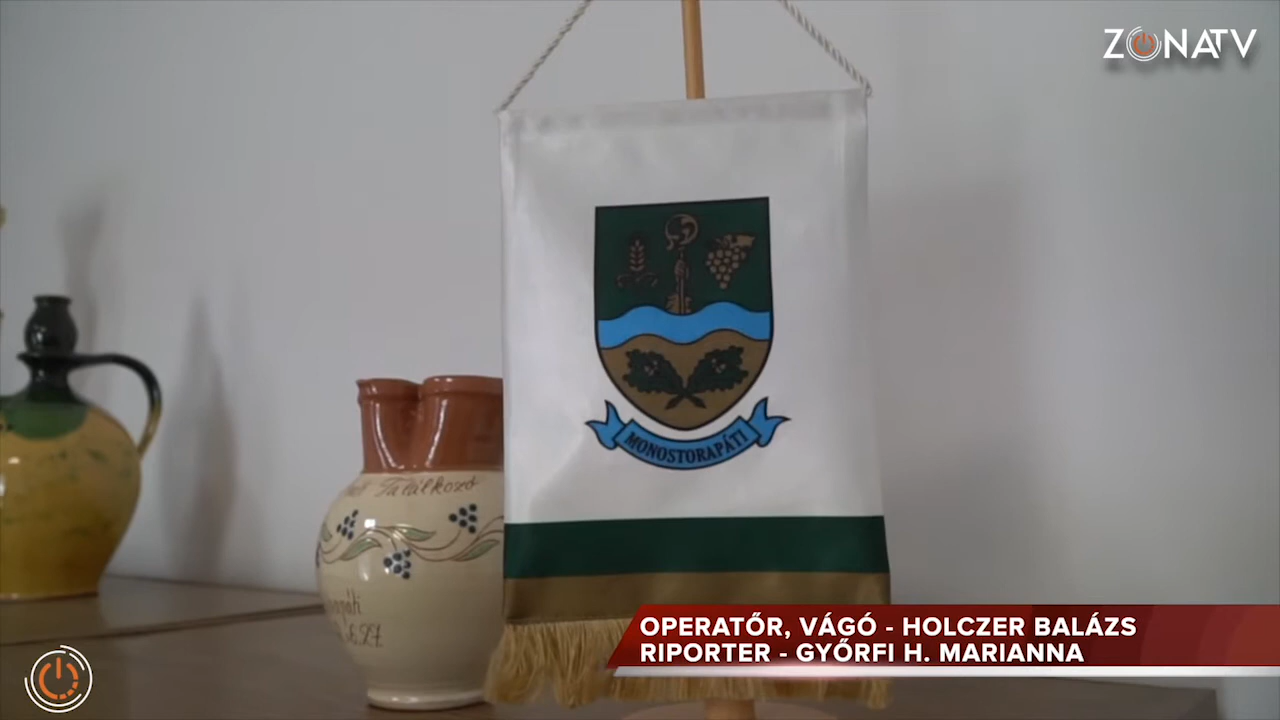 ZONATV
MONOSTORAPÁTI
Találkozó
OPERATŐR, VÁGÓ - HOLCZER BALÁZS
RIPORTER - GYŐRFI H. MARIANNA